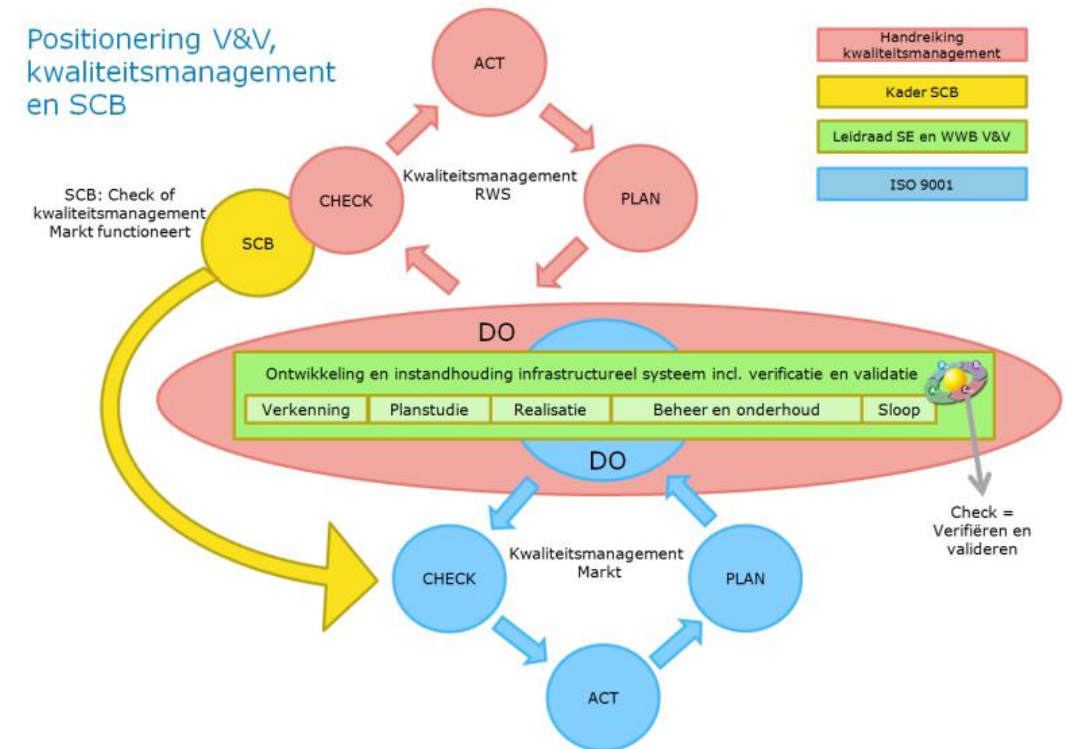 Positionering V&V,
kwaliteitsmanagement
en SCB
Handreiking
kwaliteitsmanagement
Kader SCB
Leidraad SE en WWB V&V
ISO 9001
ACT
Kwaliteitsmanagement
RWS
CHECK
PLAN
SCB: Check of
kwaliteitsmanagement
Markt functioneert
SCB
DO
Ontwikkeling en instandhouding infrastructureel systeem incl. verificatie en validatie
Verkenning
Planstudie
Realisatie
Beheer en onderhoud
Sloop
DO
Check =
Verifiëren en
valideren
Kwaliteitsmanagement
Markt
CHECK
PLAN
ACT